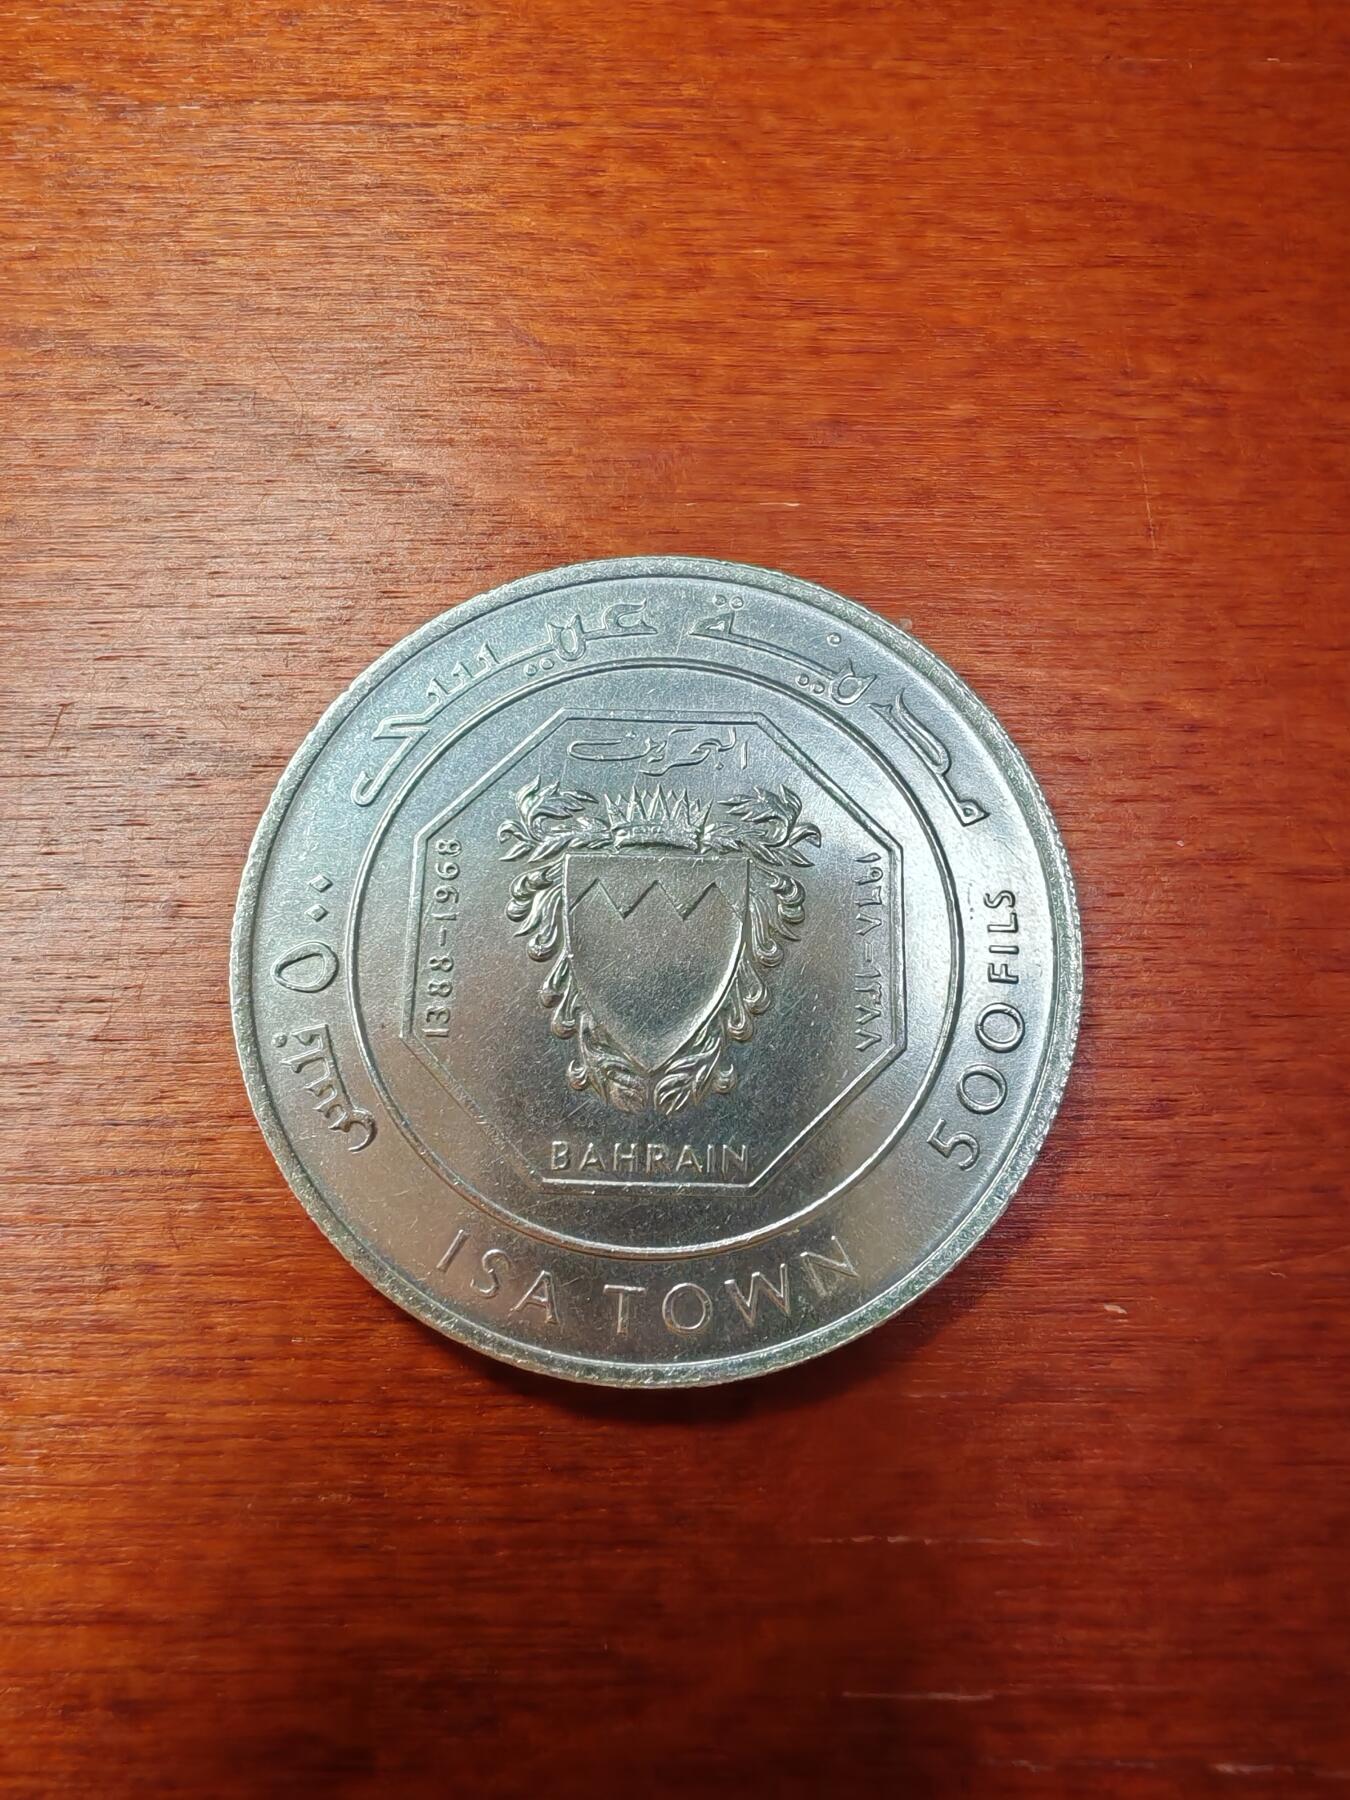 مدينة عيسى
البحرين
1388-1968
١٩٦٨-١٣٨٨
BAHRAIN
٥٠٠ فلس
500 FILS
ISA TOWN